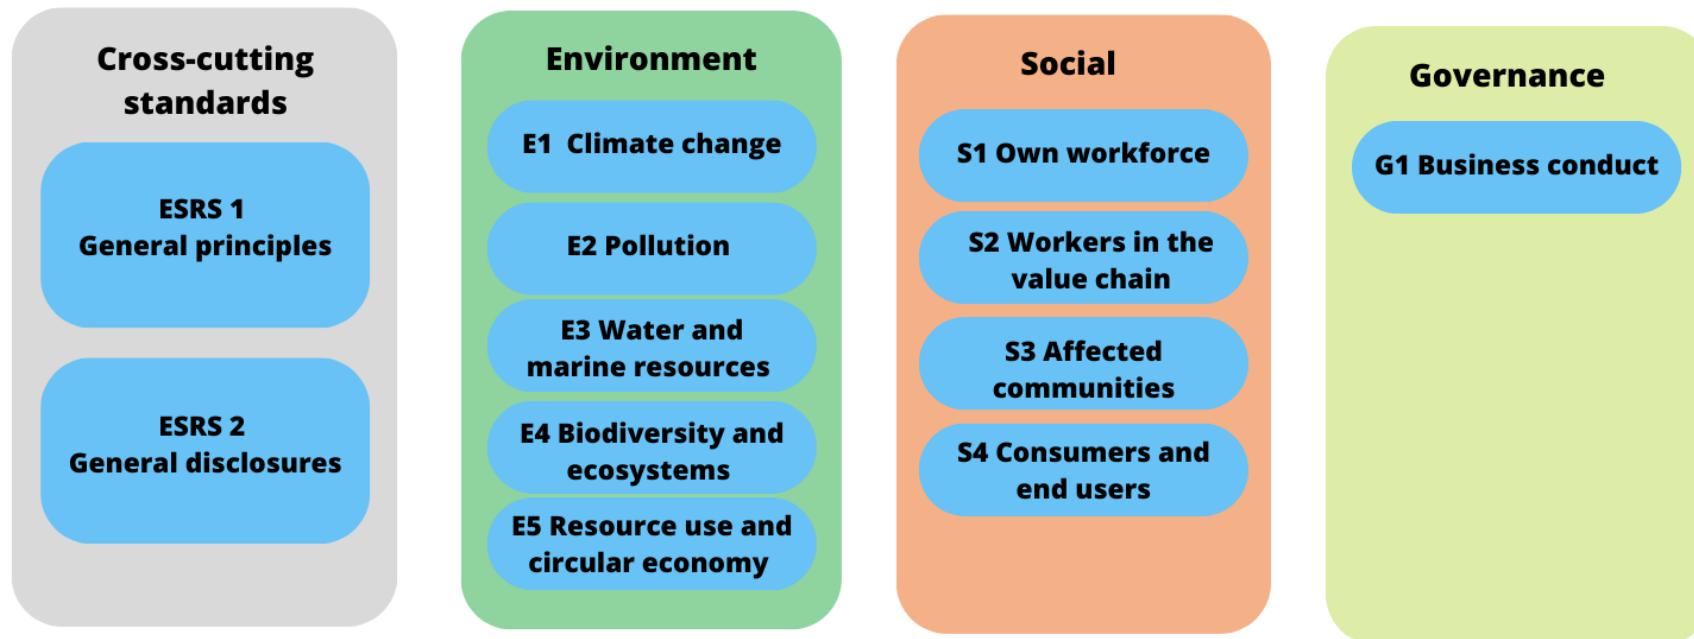 Cross-cutting
standards
ESRS 1
General principles
ESRS 2
General disclosures
Environment
E1  Climate change
E2 Pollution
E3 Water and
marine resources
E4 Biodiversity and
ecosystems
E5 Resource use and
circular economy
Social
S1 Own workforce
S2 Workers in the
value chain
S3 Affected
communities
S4 Consumers and
end users
Governance
G1 Business conduct